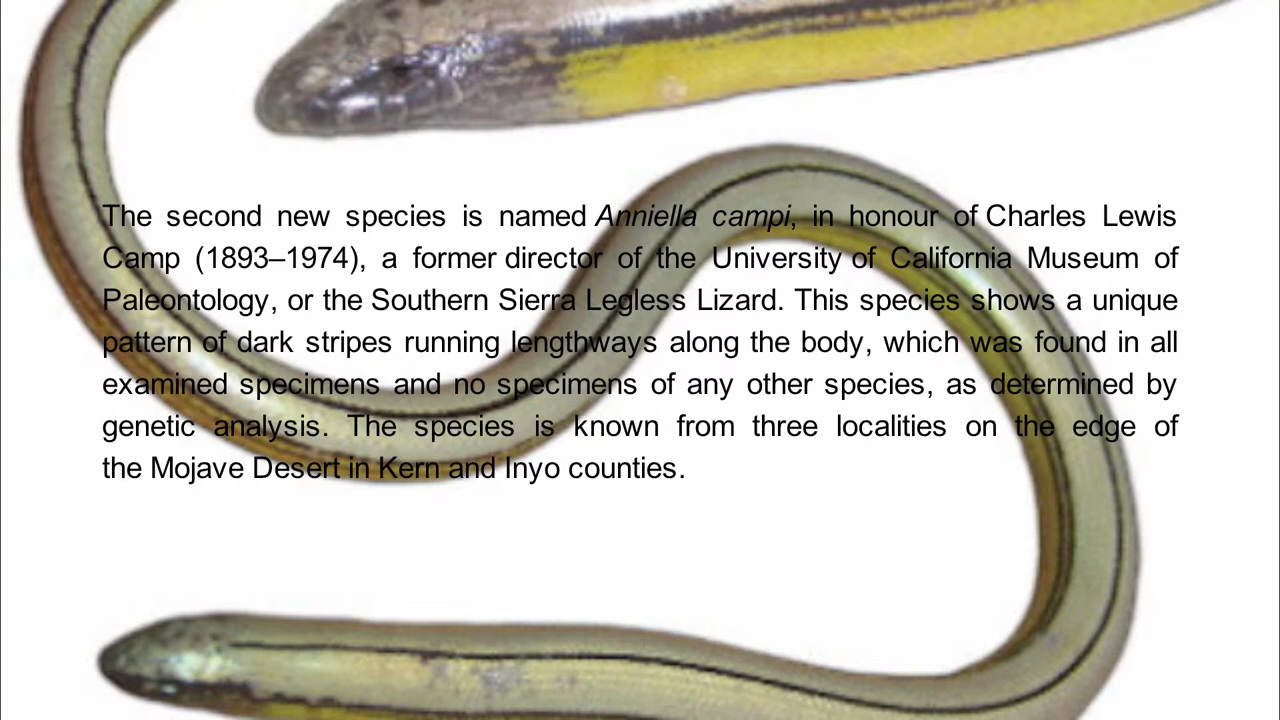 The second new species is named Anniella campi, in honour of Charles Lewis
Camp (1893–1974), a former director of the University of California Museum of
Paleontology, or the Southern Sierra Legless Lizard. This species shows a unique
pattern of dark stripes running lengthways along the body, which was found in all
examined specimens and no specimens of any other species, as determined by
genetic analysis. The species is known from three localities on the edge of
the Mojave Desert in Kern and Inyo counties.